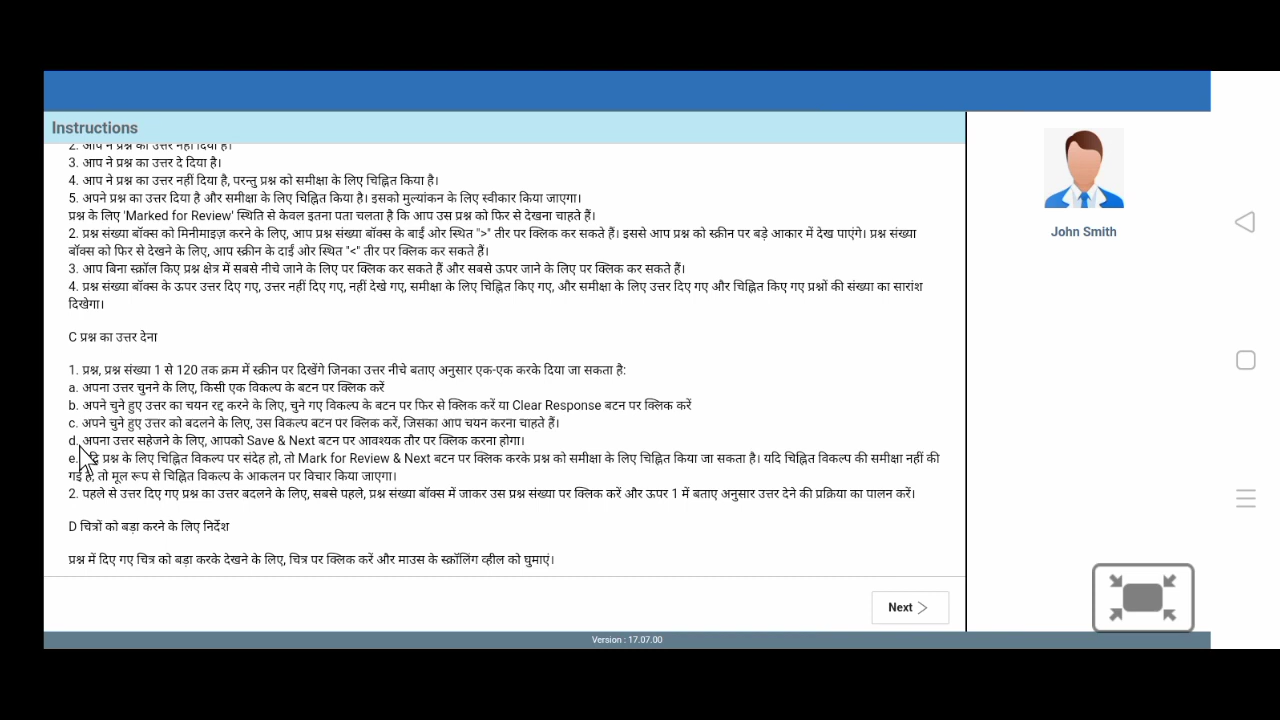 Instructions
2. आप ने प्रश्न का उत्तर नहीं दिया है।
3. आप ने प्रश्न का उत्तर दे दिया है।
4. आप ने प्रश्न का उत्तर नहीं दिया है, परन्तु प्रश्न को समीक्षा के लिए चिह्नित किया है।
5. अपने प्रश्न का उत्तर दिया है और समीक्षा के लिए चिह्नित किया है। इसको मुल्यांकन के लिए स्वीकार किया जाएगा।
प्रश्न के लिए 'Marked for Review' स्थिति से केवल इतना पता चलता है कि आप उस प्रश्न को फिर से देखना चाहते हैं।
2. प्रश्न संख्या बॉक्स को मिनीमाइज़ करने के लिए, आप प्रश्न संख्या बॉक्स के बाईं ओर स्थित ">" तीर पर क्लिक कर सकते हैं। इससे आप प्रश्न को स्क्रीन पर बड़े आकार में देख पाएंगे। प्रश्न संख्या
बॉक्स को फिर से देखने के लिए, आप स्क्रीन के दाईं ओर स्थित "<" तीर पर क्लिक कर सकते हैं।
3. आप बिना स्क्रॉल किए प्रश्न क्षेत्र में सबसे नीचे जाने के लिए पर क्लिक कर सकते हैं और सबसे ऊपर जाने के लिए पर क्लिक कर सकते हैं।
4. प्रश्न संख्या बॉक्स के ऊपर उत्तर दिए गए, उत्तर नहीं दिए गए, नहीं देखे गए, समीक्षा के लिए चिह्नित किए गए, और समीक्षा के लिए उत्तर दिए गए और चिह्नित किए गए प्रश्नों की संख्या का सारांश
दिखेगा।
C प्रश्न का उत्तर देना
1. प्रश्न, प्रश्न संख्या 1 से 120 तक क्रम में स्क्रीन पर दिखेंगे जिनका उत्तर नीचे बताए अनुसार एक-एक करके दिया जा सकता है:
a. अपना उत्तर चुनने के लिए, किसी एक विकल्प के बटन पर क्लिक करें
b. अपने चुने हुए उत्तर का चयन रद्द करने के लिए, चुने गए विकल्प के बटन पर फिर से क्लिक करें या Clear Response बटन पर क्लिक करें
c. अपने चुने हुए उत्तर को बदलने के लिए, उस विकल्प बटन पर क्लिक करें, जिसका आप चयन करना चाहते हैं।
d. अपना उत्तर सहेजने के लिए, आपको Save & Next बटन पर आवश्यक तौर पर क्लिक करना होगा।
e. प्रश्न के लिए चिह्नित विकल्प पर संदेह हो, तो Mark for Review & Next बटन पर क्लिक करके प्रश्न को समीक्षा के लिए चिह्नित किया जा सकता है। यदि चिह्नित विकल्प की समीक्षा नहीं की
गई है, तो मूल रूप से चिह्नित विकल्प के आकलन पर विचार किया जाएगा।
2. पहले से उत्तर दिए गए प्रश्न का उत्तर बदलने के लिए, सबसे पहले, प्रश्न संख्या बॉक्स में जाकर उस प्रश्न संख्या पर क्लिक करें और ऊपर 1 में बताए अनुसार उत्तर देने की प्रक्रिया का पालन करें।
D चित्रों को बड़ा करने के लिए निर्देश
प्रश्न में दिए गए चित्र को बड़ा करके देखने के लिए, चित्र पर क्लिक करें और माउस के स्क्रॉलिंग व्हील को घुमाएं।
John Smith
Next
Version : 17.07.00